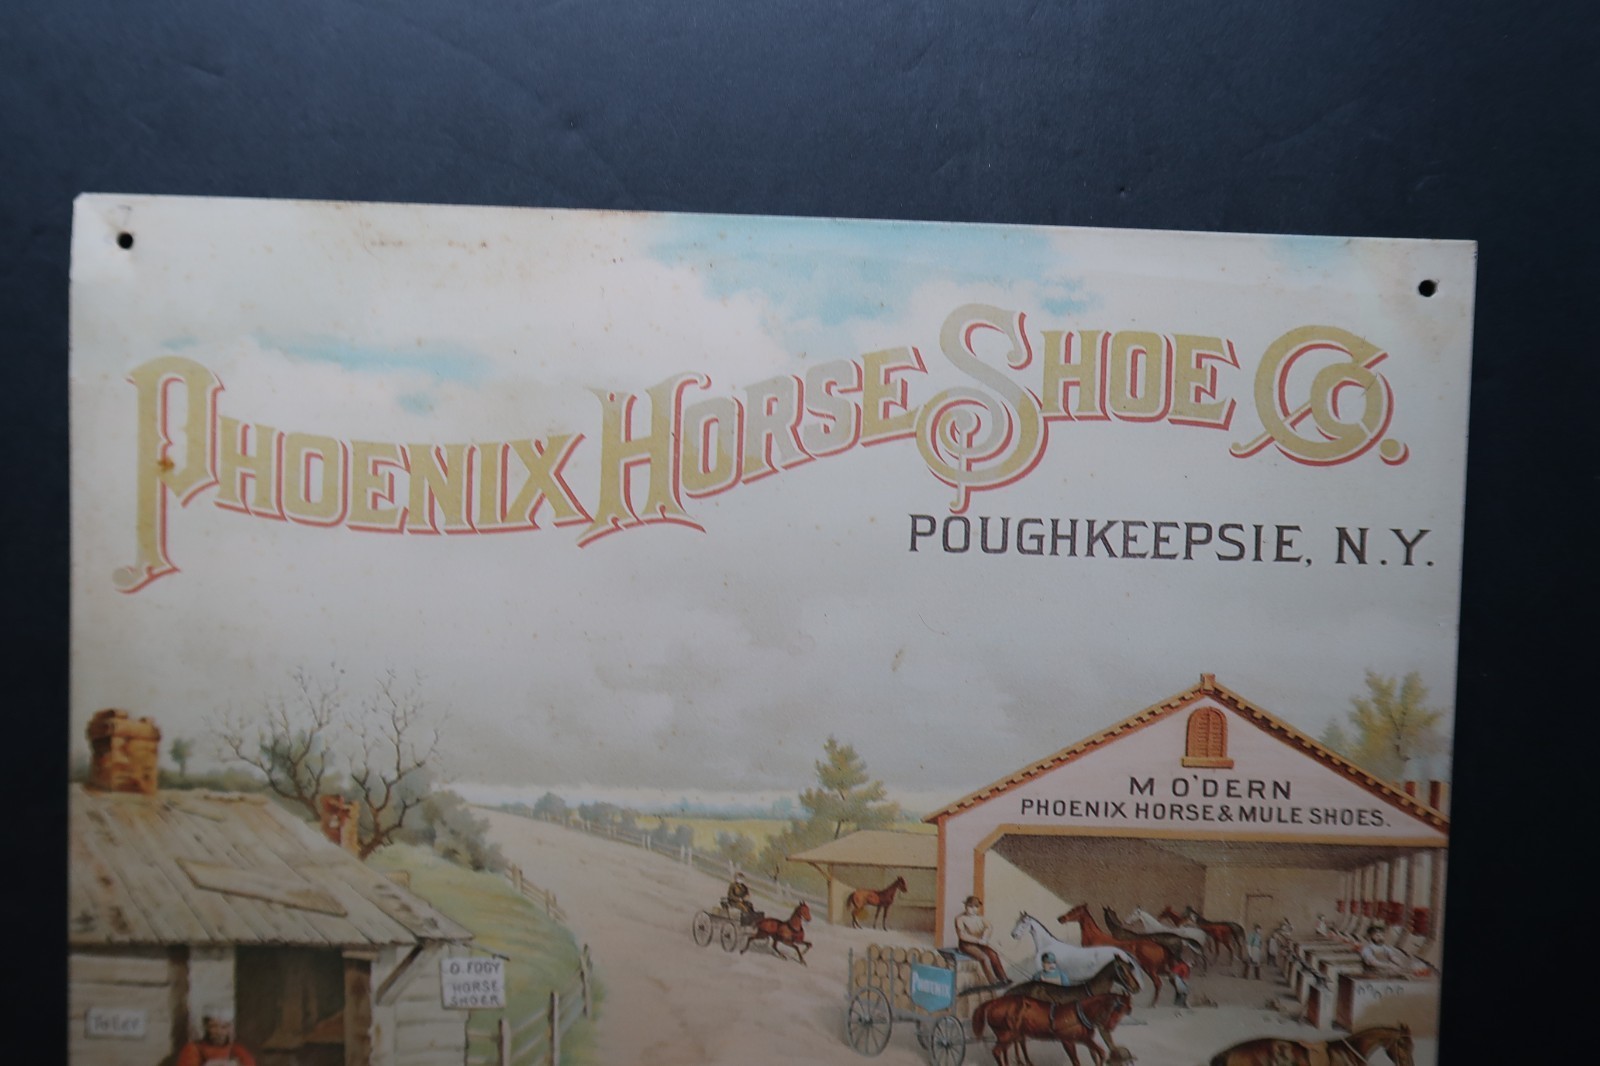 PHOENIX HORSE SHOE CO.
POUGHKEEPSIE, N.Y.
M O'DERN
PHOENIX HORSE & MULE SHOES.
O. FOGY
HORSE
SHOER
PHOENIX